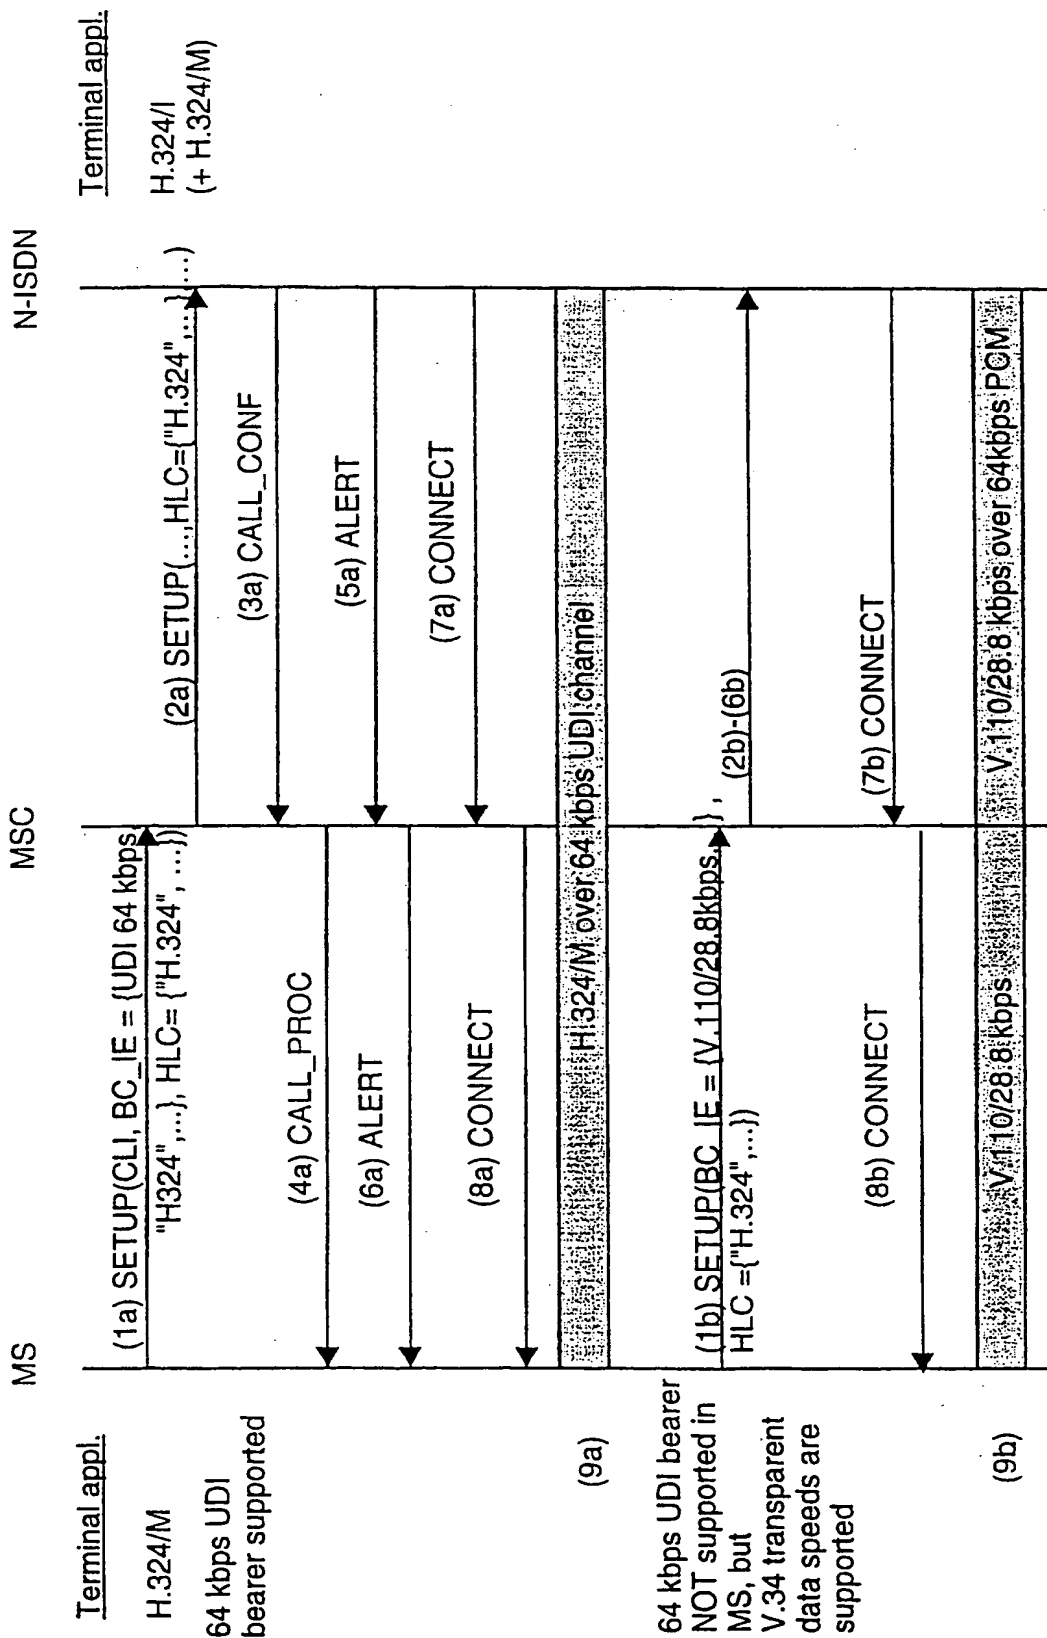 MS
MSC
N-ISDN
Terminal appl.
H.324/M
64 kbps UDI
bearer supported
Terminal appl.
H.324/I
(+ H.324/M)
(1a) SETUP(CLI, BC_IE = {UDI 64 kbps
"H324",...}, HLC= {"H.324", ...})
(2a) SETUP(...,HLC={"H.324",...},...)
(3a) CALL_CONF
(4a) CALL_PROC
(5a) ALERT
(6a) ALERT
(7a) CONNECT
(8a) CONNECT
(9a)
H.324/M over 64 kbps UDI channel
64 kbps UDI bearer
NOT supported in
MS, but
V.34 transparent
data speeds are
supported
(1b) SETUP(BC_IE = {V.110/28.8kbps,...},
HLC ={"H.324",...})
(2b)-(6b)
(7b) CONNECT
(8b) CONNECT
(9b)
V.110/28.8 kbps
V.110/28.8 kbps over 64kbps PCM